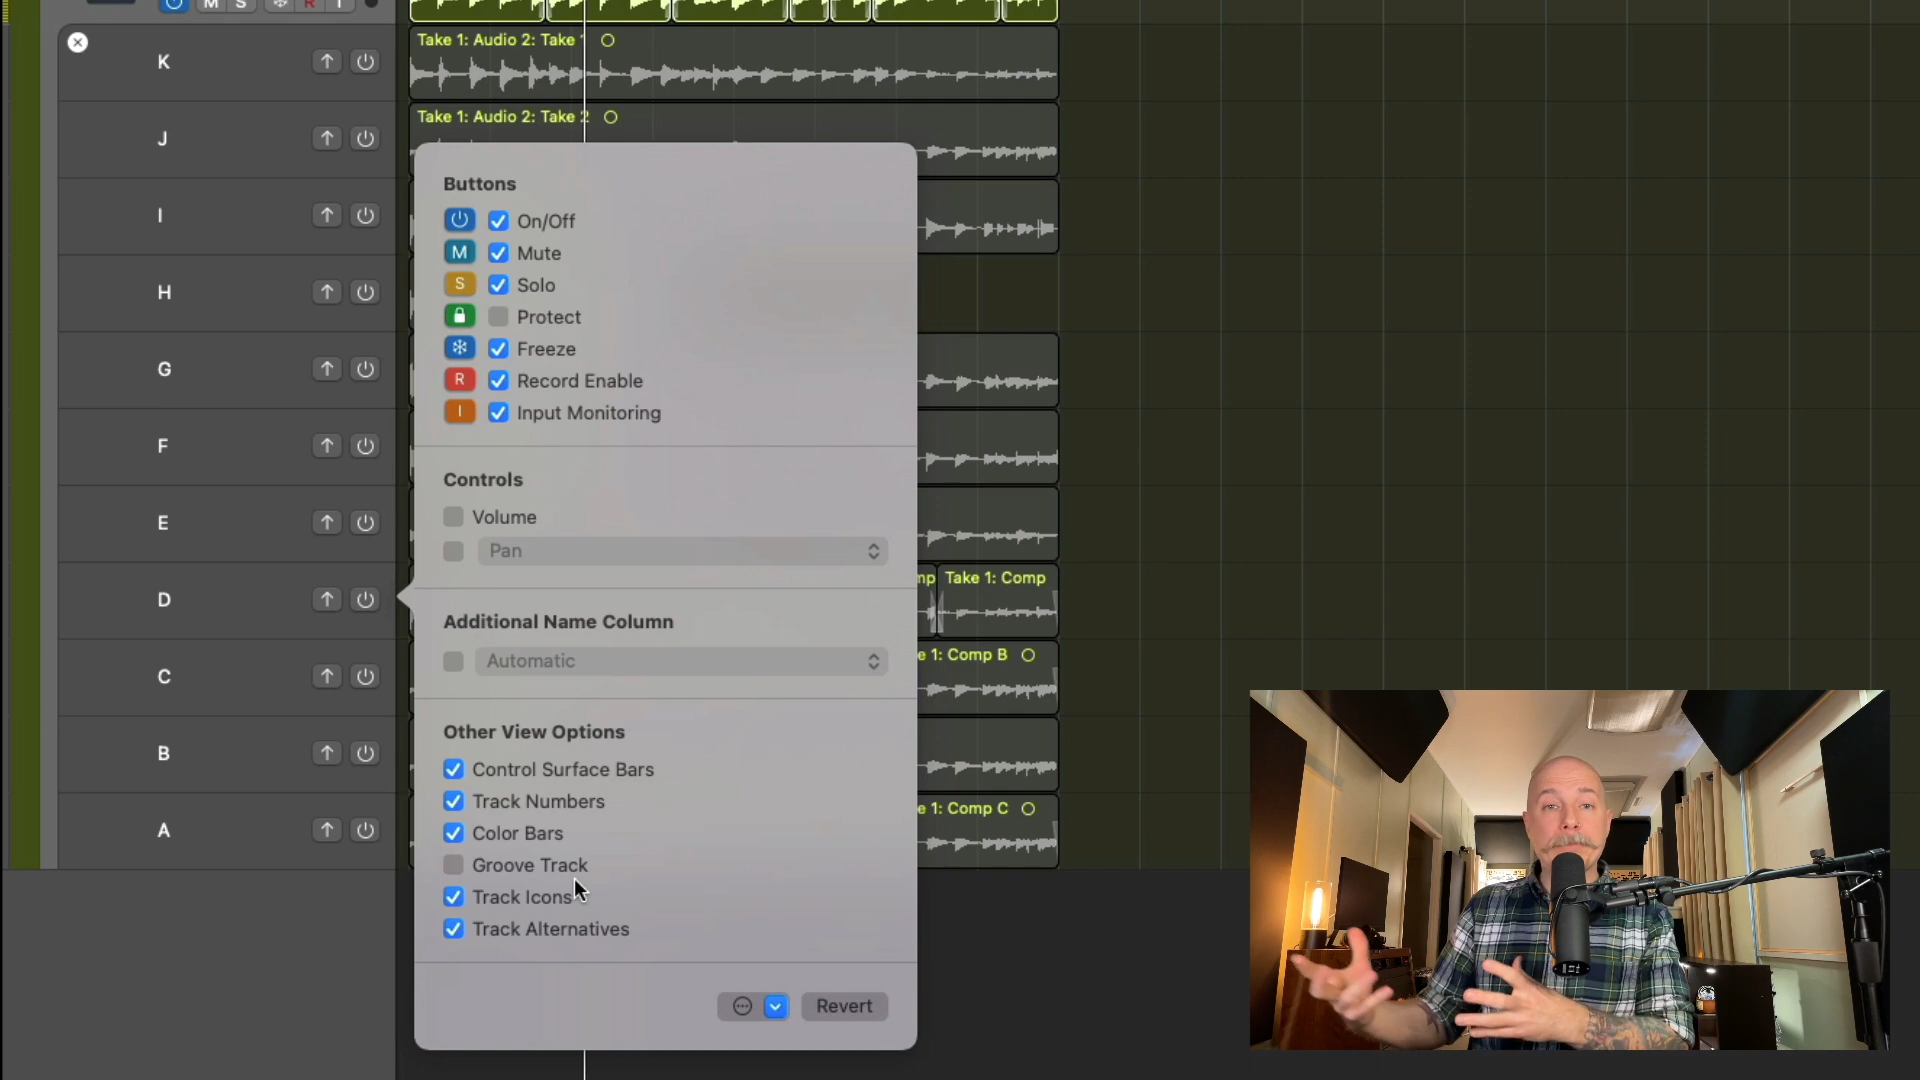 M S R I
K
Take 1: Audio 2: Take
J
Take 1: Audio 2: Take 2
I
H
G
F
E
D
C
B
A
Buttons
On/Off
M Mute
S Solo
Protect
Freeze
R Record Enable
I Input Monitoring
Controls
Volume
Pan
Additional Name Column
Automatic
Other View Options
Control Surface Bars
Track Numbers
Color Bars
Groove Track
Track Icons
Track Alternatives
Revert
mp
Take 1: Comp
e 1: Comp B
e 1: Comp C